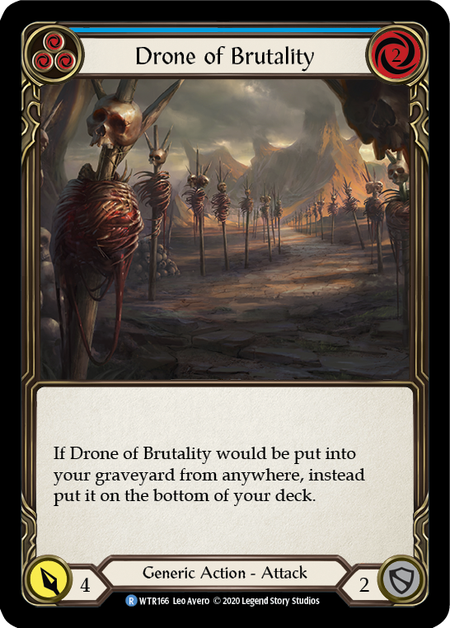 Drone of Brutality
2
If Drone of Brutality would be put into
your graveyard from anywhere, instead
put it on the bottom of your deck.
4
Generic Action - Attack
2
R WTR166 Leo Avero © 2020 Legend Story Studios